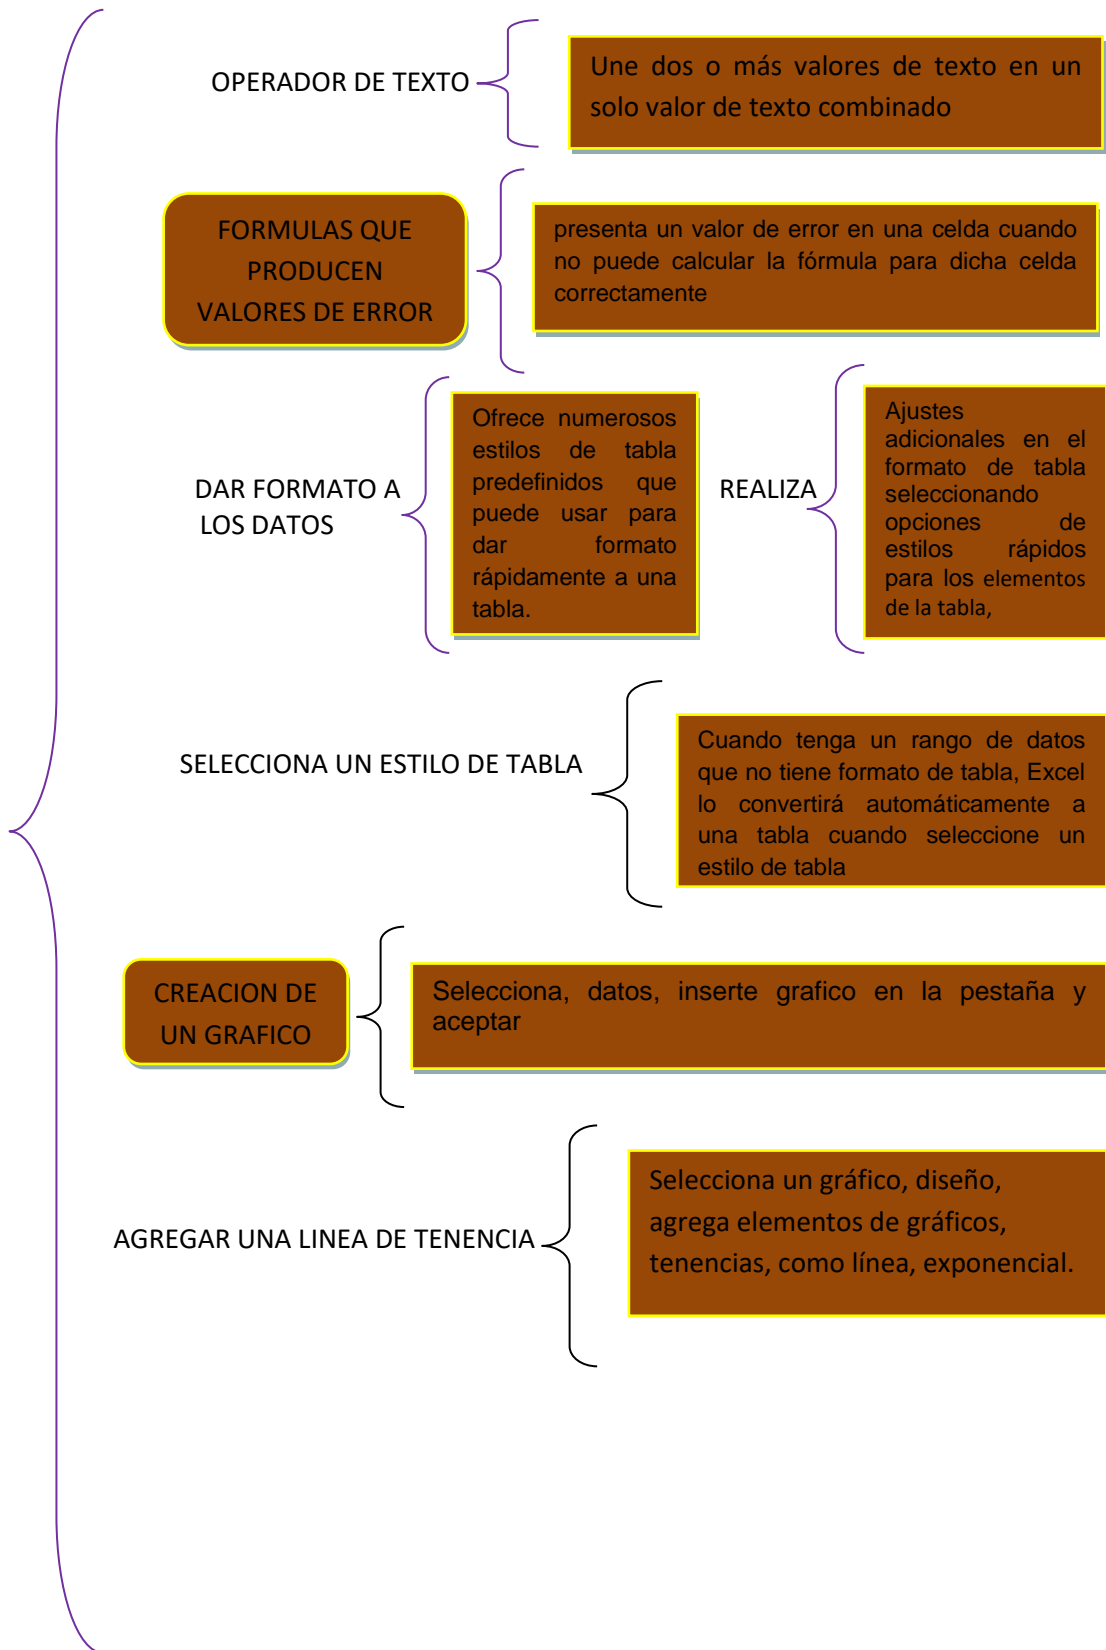 OPERADOR DE TEXTO
Une dos o más valores de texto en un
solo valor de texto combinado
FORMULAS QUE
PRODUCEN
VALORES DE ERROR
presenta un valor de error en una celda cuando
no puede calcular la fórmula para dicha celda
correctamente
DAR FORMATO A
LOS DATOS
Ofrece numerosos
estilos de tabla
predefinidos que
puede usar para
dar formato
rápidamente a una
tabla.
REALIZA
Ajustes
adicionales en el
formato de tabla
seleccionando
opciones de
estilos rápidos
para los elementos
de la tabla,
SELECCIONA UN ESTILO DE TABLA
Cuando tenga un rango de datos
que no tiene formato de tabla, Excel
lo convertirá automáticamente a
una tabla cuando seleccione un
estilo de tabla
CREACION DE
UN GRAFICO
Selecciona, datos, inserte grafico en la pestaña y
aceptar
AGREGAR UNA LINEA DE TENENCIA
Selecciona un gráfico, diseño,
agrega elementos de gráficos,
tenencias, como línea, exponencial.